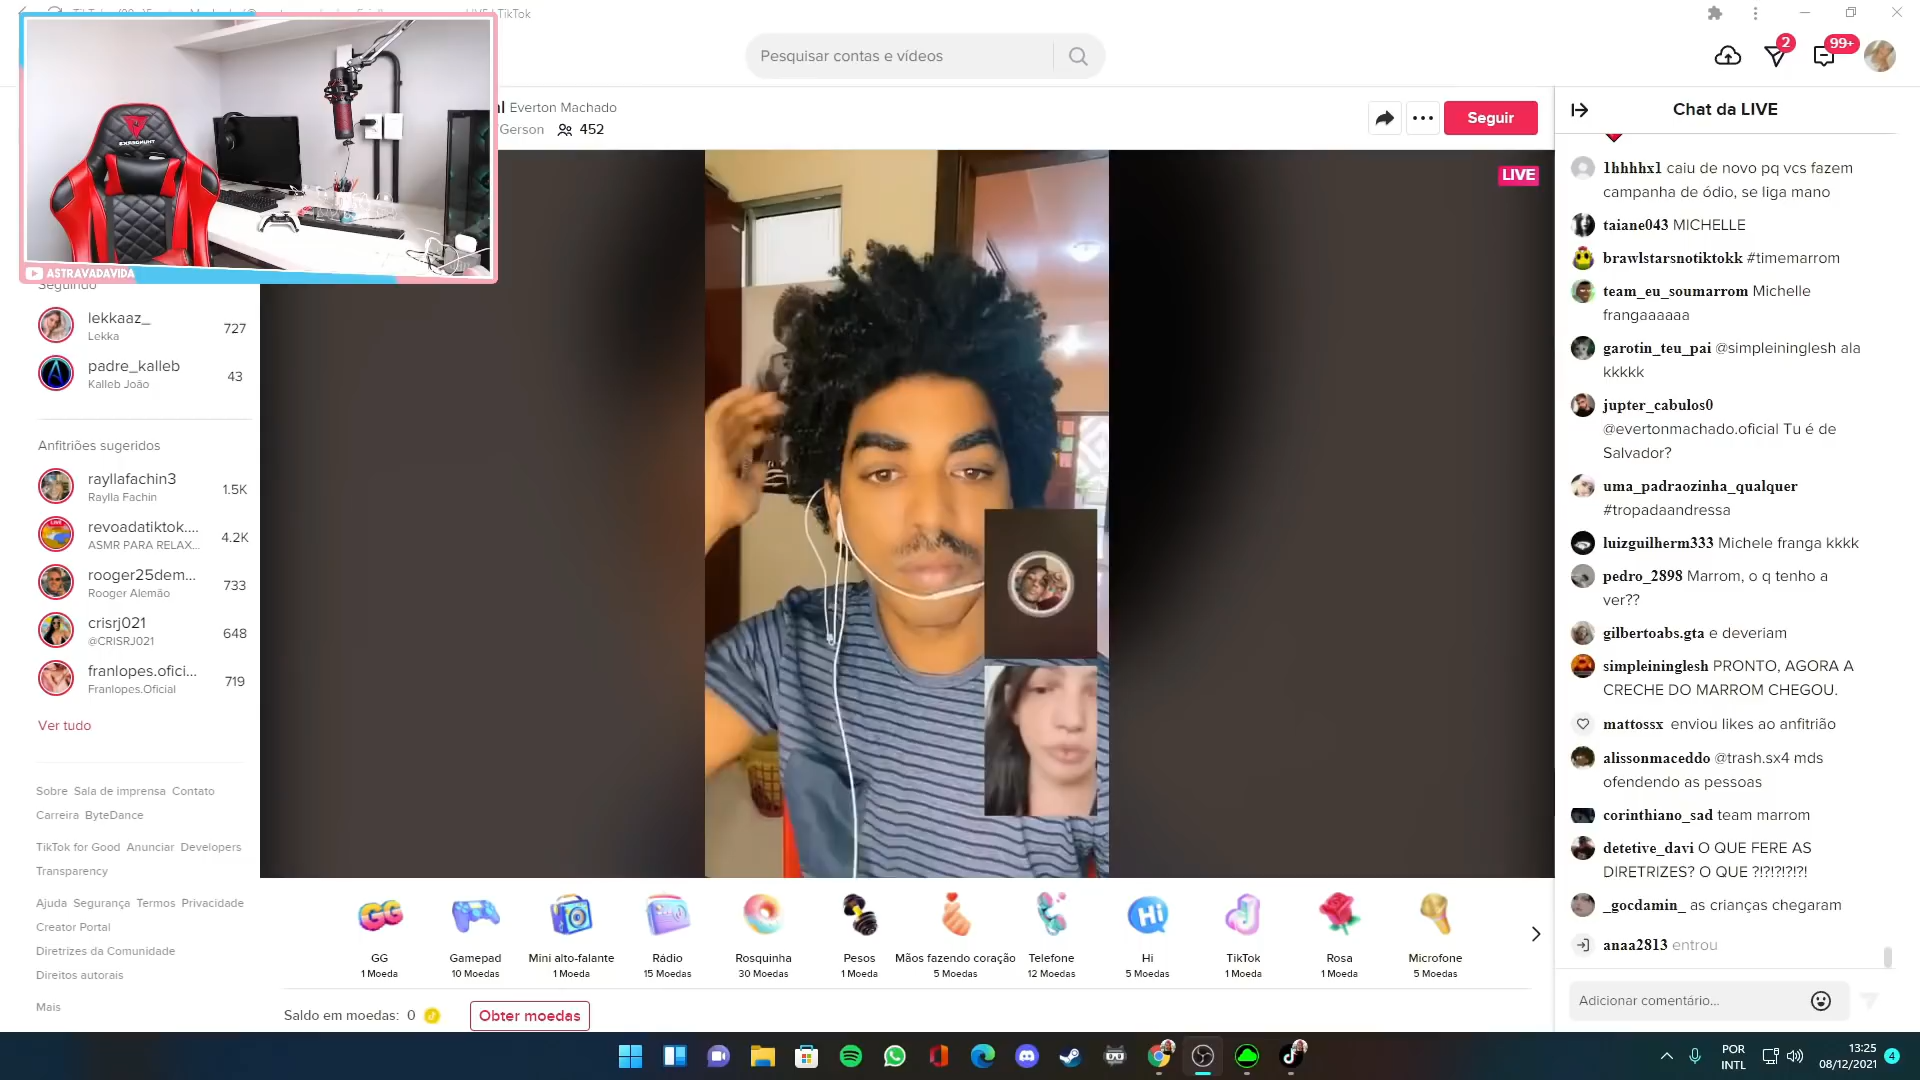 LIVE | TikTok
Pesquisar contas e vídeos
2
99+
EXPAGNUNT
ASTRAVADAVIDA
Everton Machado
Gerson
452
Seguir
Chat da LIVE
LIVE
Seguindo
lekkaaz_
Lekka
727
padre_kalleb
Kalleb João
43
Anfitriões sugeridos
rayllafachin3
Raylla Fachin
1.5K
revoadatiktok....
ASMR PARA RELAX...
4.2K
rooger25dem...
Rooger Alemão
733
crisrj021
@CRISRJ021
648
franlopes.ofici...
Franlopes.Oficial
719
Ver tudo
Sobre Sala de imprensa Contato
Carreira ByteDance
TikTok for Good Anunciar Developers
Transparency
Ajuda Segurança Termos Privacidade
Creator Portal
Diretrizes da Comunidade
Direitos autorais
Mais
1hhhhx1 caiu de novo pq vcs fazem
campanha de ódio, se liga mano
taiane043 MICHELLE
brawlstarsnotiktokk #timemarrom
team_eu_soumarrom Michelle
frangaaaaaa
garotin_teu_pai @simpleininglesh ala
kkkkk
jupter_cabulos0
@evertonmachado.oficial Tu é de
Salvador?
uma_padraozinha_qualquer
#tropadaandressa
luizguilherm333 Michele franga kkkk
pedro_2898 Marrom, o q tenho a
ver??
gilbertoabs.gta e deveriam
simpleininglesh PRONTO, AGORA A
CRECHE DO MARROM CHEGOU.
mattossx enviou likes ao anfitrião
alissonmaceddo @trash.sx4 mds
ofendendo as pessoas
corinthiano_sad team marrom
detetive_davi O QUE FERE AS
DIRETRIZES? O QUE ?!?!?!?!?!
_gocdamin_ as crianças chegaram
anaa2813 entrou
Adicionar comentário...
GG
1 Moeda
Gamepad
10 Moedas
Mini alto-falante
1 Moeda
Rádio
15 Moedas
Rosquinha
30 Moedas
Pesos
1 Moeda
Mãos fazendo coração
5 Moedas
Telefone
12 Moedas
Hi
Hi
5 Moedas
TikTok
1 Moeda
Rosa
1 Moeda
Microfone
5 Moedas
Saldo em moedas: 0
Obter moedas
POR
INTL
13:25
08/12/2021
4